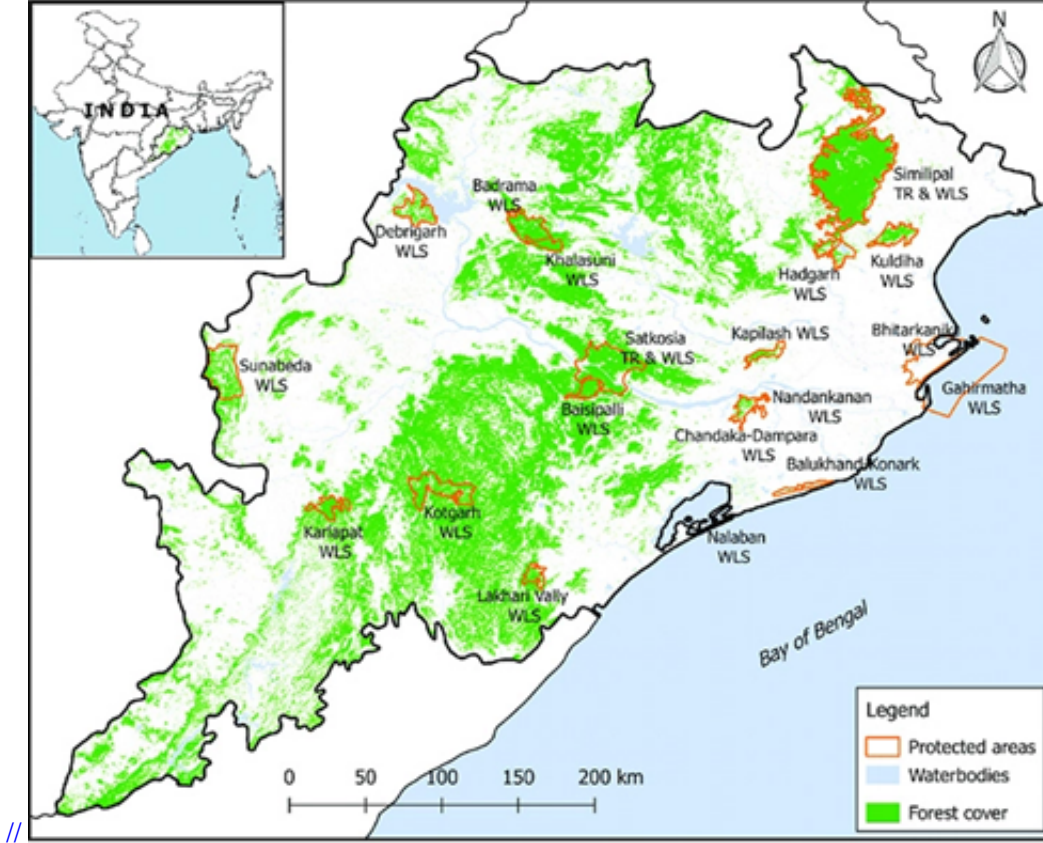 INDIA
N
Badrama
WLS
Debrigarh
WLS
Khalasuni
WLS
Similipal
TR & WLS
Hadgarh
WLS
Kuldiha
WLS
Sunabeda
WLS
Satkosia
TR & WLS
Baisipalli
WLS
Kapilash WLS
Bhitarkanika
WLS
Gahirmatha
WLS
Nandankanan
WLS
Chandaka-Dampara
WLS
Balukhand Konark
WLS
Karlapat
WLS
Kotgarh
WLS
Nalaban
WLS
Lakhari Vally
WLS
Bay of Bengal
Legend
Protected areas
Waterbodies
Forest cover
0 50 100 150 200 km
//